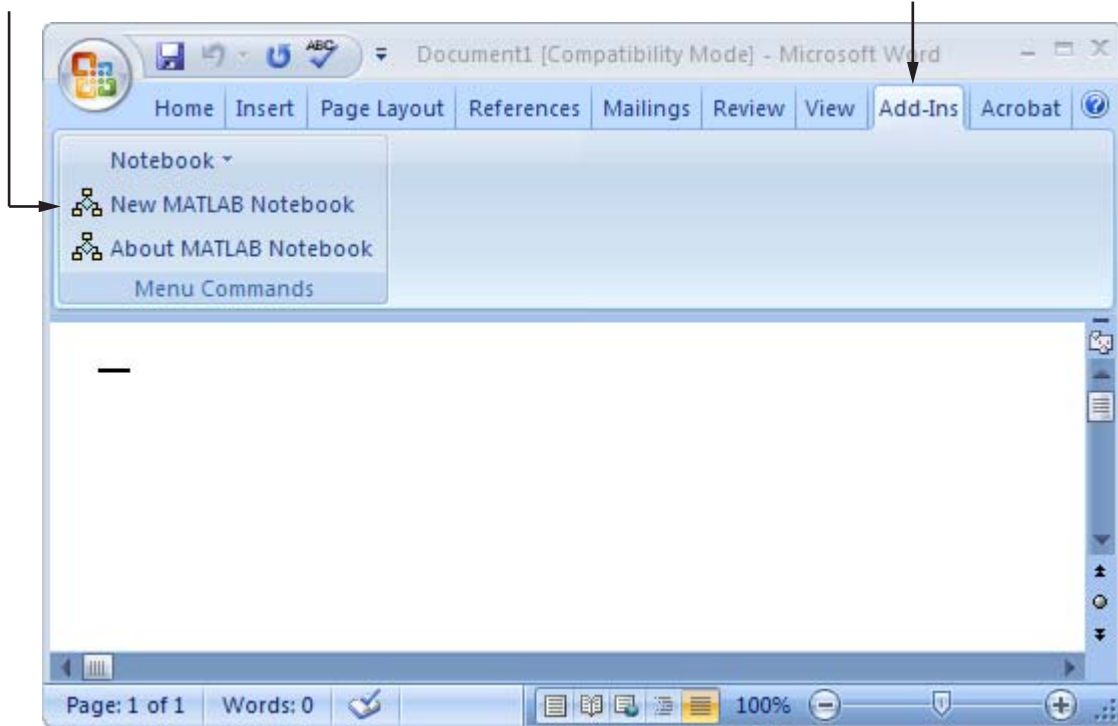 ABC
Document1 [Compatibility Mode] - Microsoft Word
Home Insert Page Layout References Mailings Review View Add-Ins Acrobat
Notebook
New MATLAB Notebook
About MATLAB Notebook
Menu Commands
Page: 1 of 1 Words: 0 100%